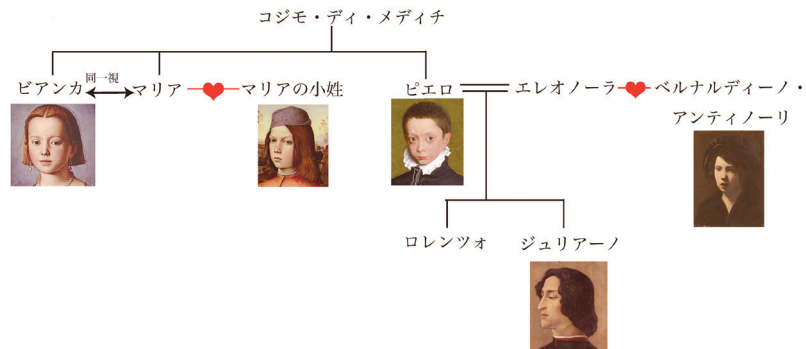 コジモ・ディ・メディチ
ビアンカ
同一視
マリア
マリアの小姓
ピエロ
エレオノーラ
ベルナルディーノ・
アンティノーリ
ロレンツォ
ジュリアーノ